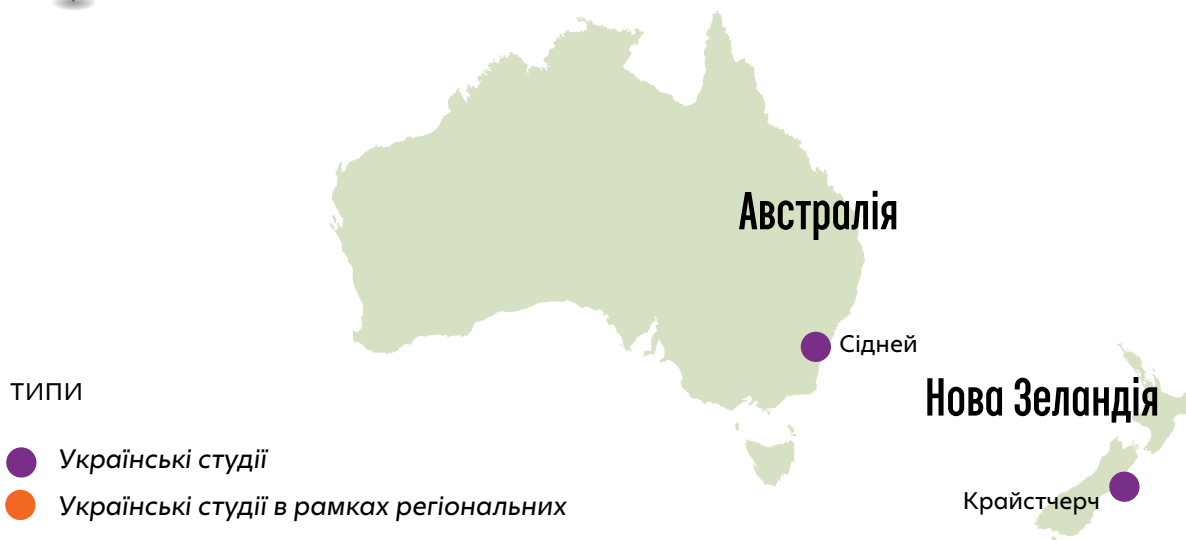 Австралія
Сідней
Нова Зеландія
Крайстчерч
ТИПИ
Українські студії
Українські студії в рамках регіональних